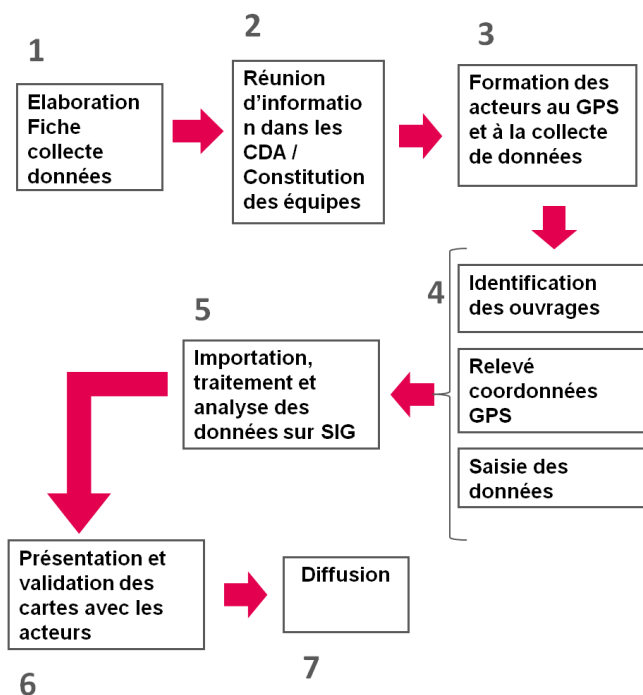 1
Elaboration
Fiche
collecte
données
2
Réunion
d'informatio
n dans les
CDA /
Constitution
des équipes
3
Formation des
acteurs au GPS
et à la collecte
de données
4
Identification
des ouvrages
Relevé
coordonnées
GPS
Saisie des
données
5
Importation,
traitement et
analyse des
données sur SIG
Présentation et
validation des
cartes avec les
acteurs
6
Diffusion
7